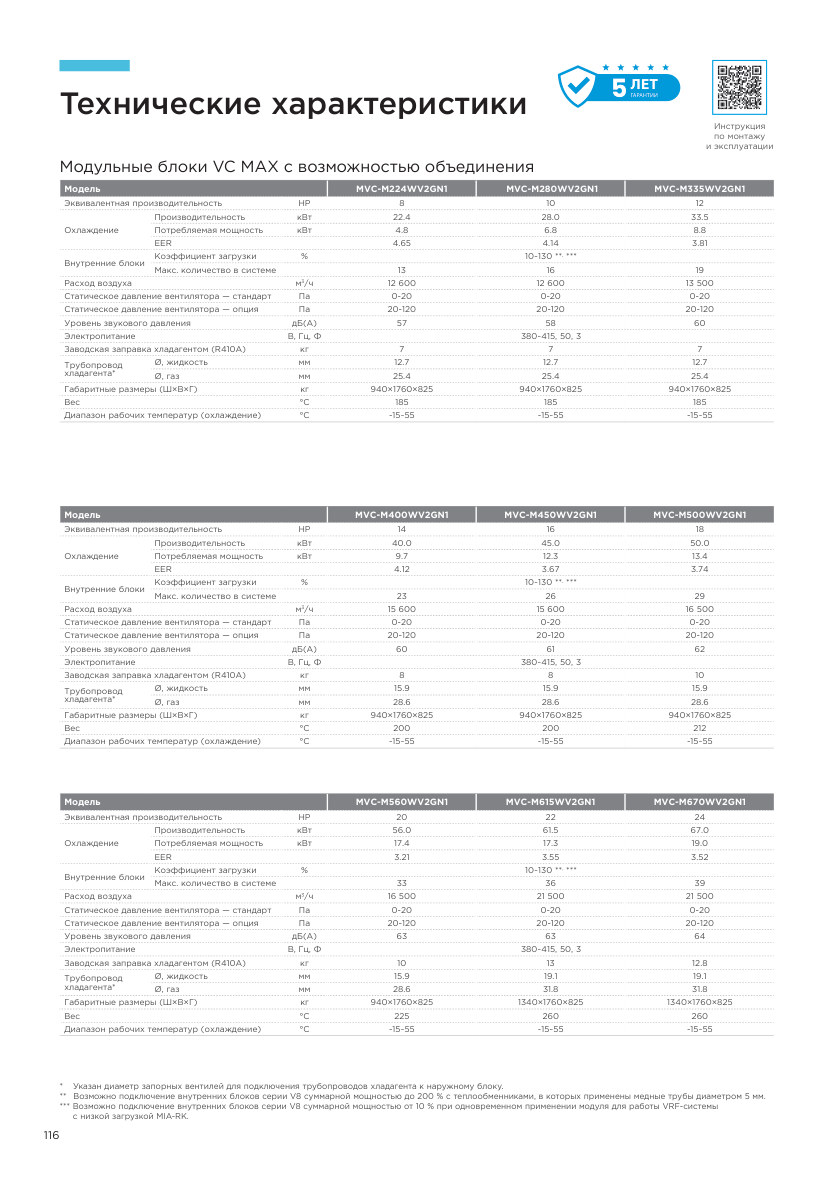 Технические характеристики
5 ЛЕТ
ГАРАНТИИ
Инструкция
по монтажу
и эксплуатации
Модульные блоки VC MAX с возможностью объединения
Модель MVC-M224WV2GN1 MVC-M280WV2GN1 MVC-M335WV2GN1
Эквивалентная производительность HP 8 10 12
Охлаждение Производительность кВт 22.4 28.0 33.5
Потребляемая мощность кВт 4.8 6.8 8.8
EER 4.65 4.14 3.81
Внутренние блоки Коэффициент загрузки % 10–130 **, ***
Макс. количество в системе 13 16 19
Расход воздуха м³/ч 12 600 12 600 13 500
Статическое давление вентилятора — стандарт Па 0-20 0-20 0-20
Статическое давление вентилятора — опция Па 20-120 20-120 20-120
Уровень звукового давления дБ(А) 57 58 60
Электропитание В, Гц, Ф 380-415, 50, 3
Заводская заправка хладагентом (R410A) кг 7 7 7
Трубопровод хладагента* Ø, жидкость мм 12.7 12.7 12.7
Ø, газ мм 25.4 25.4 25.4
Габаритные размеры (Ш×В×Г) кг 940×1760×825 940×1760×825 940×1760×825
Вес °C 185 185 185
Диапазон рабочих температур (охлаждение) °C -15-55 -15-55 -15-55
Модель MVC-M400WV2GN1 MVC-M450WV2GN1 MVC-M500WV2GN1
Эквивалентная производительность HP 14 16 18
Охлаждение Производительность кВт 40.0 45.0 50.0
Потребляемая мощность кВт 9.7 12.3 13.4
EER 4.12 3.67 3.74
Внутренние блоки Коэффициент загрузки % 10–130 **, ***
Макс. количество в системе 23 26 29
Расход воздуха м³/ч 15 600 15 600 16 500
Статическое давление вентилятора — стандарт Па 0-20 0-20 0-20
Статическое давление вентилятора — опция Па 20-120 20-120 20-120
Уровень звукового давления дБ(А) 60 61 62
Электропитание В, Гц, Ф 380-415, 50, 3
Заводская заправка хладагентом (R410A) кг 8 8 10
Трубопровод хладагента* Ø, жидкость мм 15.9 15.9 15.9
Ø, газ мм 28.6 28.6 28.6
Габаритные размеры (Ш×В×Г) кг 940×1760×825 940×1760×825 940×1760×825
Вес °C 200 200 212
Диапазон рабочих температур (охлаждение) °C -15-55 -15-55 -15-55
Модель MVC-M560WV2GN1 MVC-M615WV2GN1 MVC-M670WV2GN1
Эквивалентная производительность HP 20 22 24
Охлаждение Производительность кВт 56.0 61.5 67.0
Потребляемая мощность кВт 17.4 17.3 19.0
EER 3.21 3.55 3.52
Внутренние блоки Коэффициент загрузки % 10–130 **, ***
Макс. количество в системе 33 36 39
Расход воздуха м³/ч 16 500 21 500 21 500
Статическое давление вентилятора — стандарт Па 0-20 0-20 0-20
Статическое давление вентилятора — опция Па 20-120 20-120 20-120
Уровень звукового давления дБ(А) 63 63 64
Электропитание В, Гц, Ф 380-415, 50, 3
Заводская заправка хладагентом (R410A) кг 10 13 12.8
Трубопровод хладагента* Ø, жидкость мм 15.9 19.1 19.1
Ø, газ мм 28.6 31.8 31.8
Габаритные размеры (Ш×В×Г) кг 940×1760×825 1340×1760×825 1340×1760×825
Вес °C 225 260 260
Диапазон рабочих температур (охлаждение) °C -15-55 -15-55 -15-55
* Указан диаметр запорных вентилей для подключения трубопроводов хладагента к наружному блоку.
** Возможно подключение внутренних блоков серии V8 суммарной мощностью до 200 % с теплообменниками, в которых применены медные трубы диаметром 5 мм.
*** Возможно подключение внутренних блоков серии V8 суммарной мощностью от 10 % при одновременном применении модуля для работы VRF-системы
с низкой загрузкой MIA-RK.
116